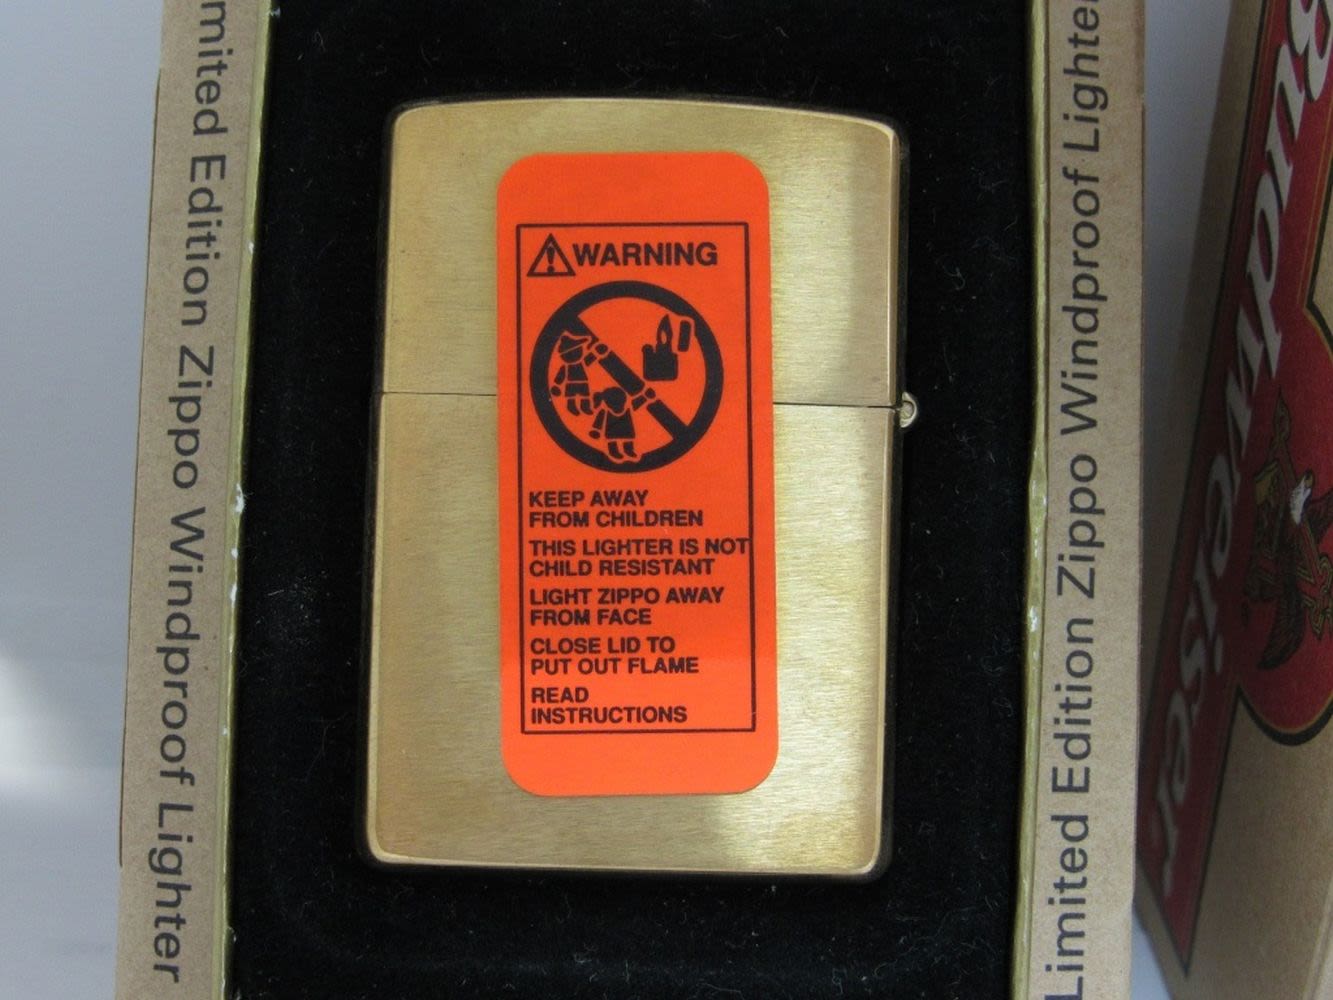 mited Edition Zippo Windproof Lighter
WARNING
KEEP AWAY
FROM CHILDREN
THIS LIGHTER IS NOT
CHILD RESISTANT
LIGHT ZIPPO AWAY
FROM FACE
CLOSE LID TO
PUT OUT FLAME
READ
INSTRUCTIONS
Limited Edition Zippo Windproof Lighter